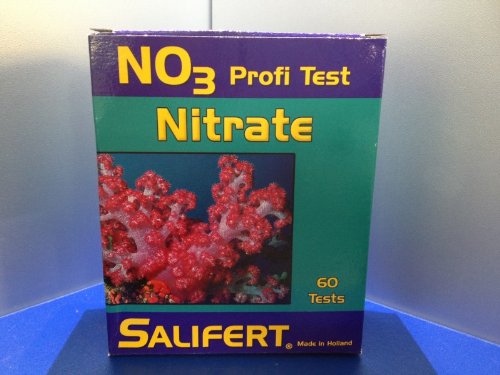 NO3 Profi Test
Nitrate
60
Tests
SALIFERT® Made in Holland